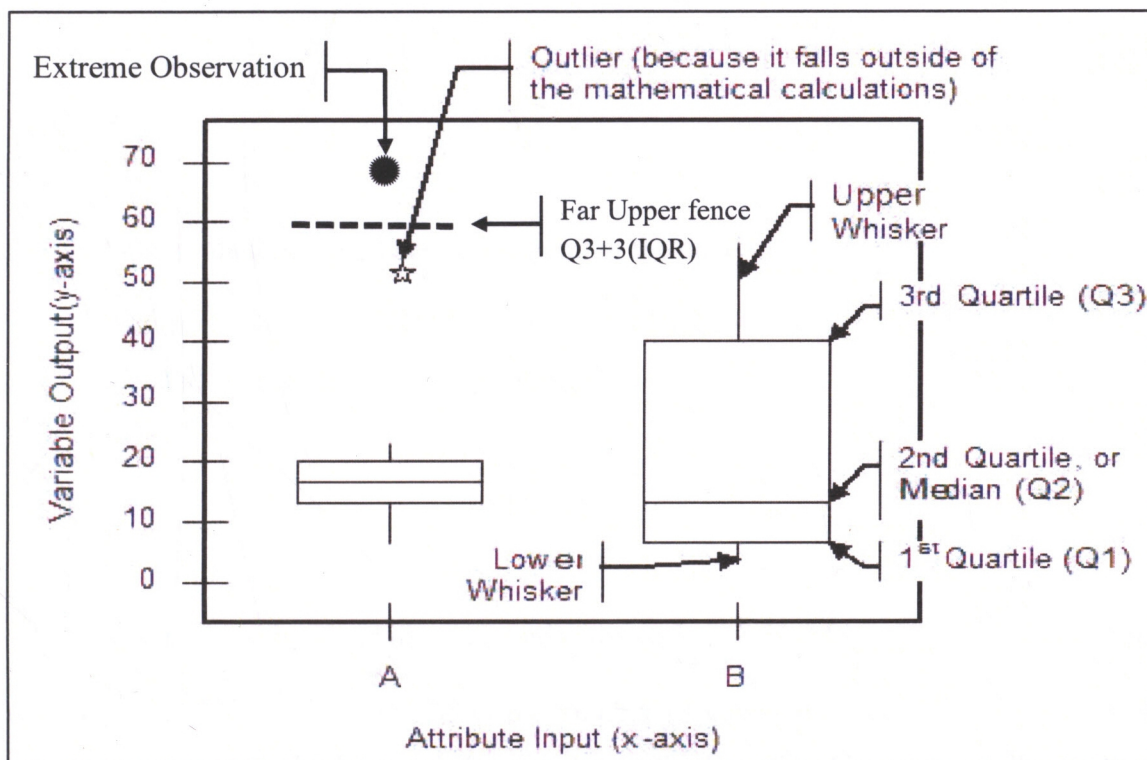 Extreme Observation
Outlier (because it falls outside of
the mathematical calculations)
Far Upper fence
Q3+3(IQR)
Upper
Whisker
3rd Quartile (Q3)
2nd Quartile, or
Median (Q2)
1st Quartile (Q1)
Lower
Whisker
Variable Output(y-axis)
70
60
50
40
30
20
10
0
A
B
Attribute Input (x-axis)